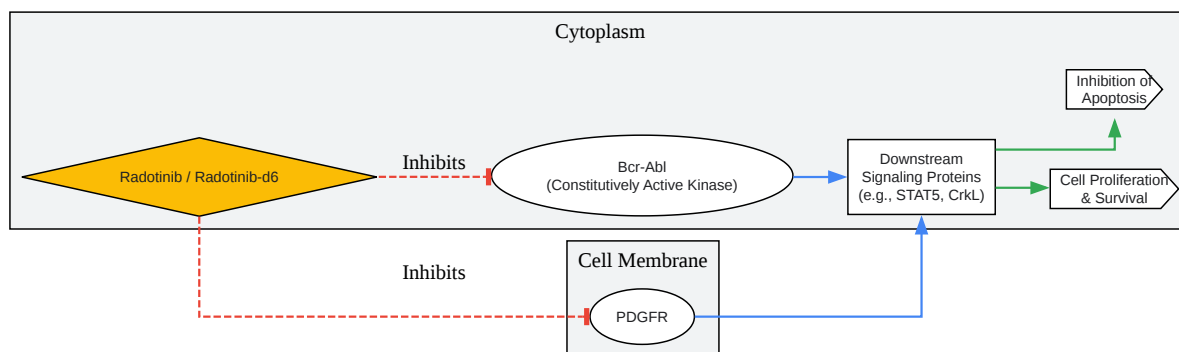 Cytoplasm
Inhibition of
Apoptosis
Radotinib / Radotinib-d6
Inhibits
Bcr-Abl
(Constitutively Active Kinase)
Downstream
Signaling Proteins
(e.g., STAT5, CrkL)
Cell Proliferation
& Survival
Inhibits
Cell Membrane
PDGFR